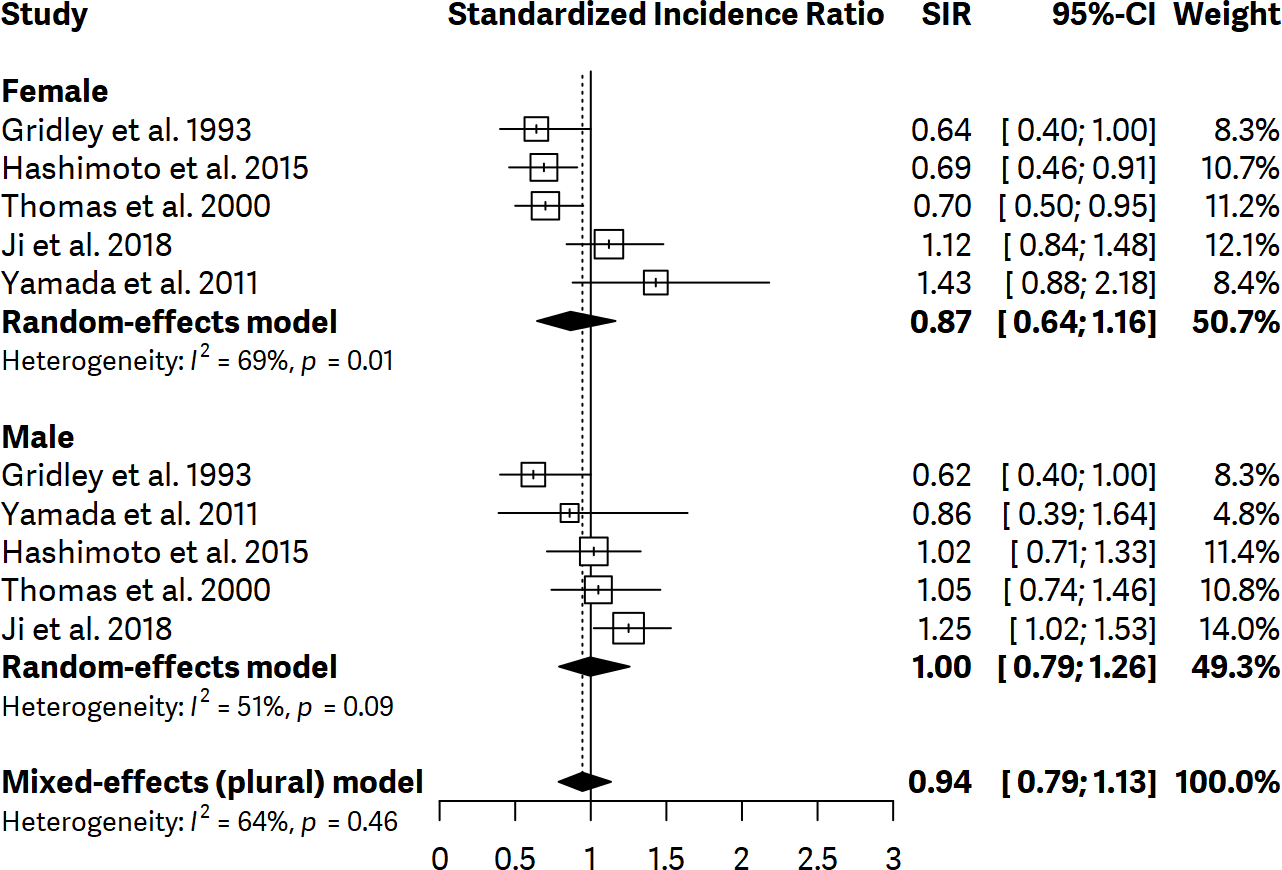 Study Standardized Incidence Ratio SIR 95%-CI Weight
Female
Gridley et al. 1993 0.64 [ 0.40; 1.00] 8.3%
Hashimoto et al. 2015 0.69 [ 0.46; 0.91] 10.7%
Thomas et al. 2000 0.70 [ 0.50; 0.95] 11.2%
Ji et al. 2018 1.12 [ 0.84; 1.48] 12.1%
Yamada et al. 2011 1.43 [ 0.88; 2.18] 8.4%
Random-effects model 0.87 [0.64; 1.16] 50.7%
Heterogeneity: I² = 69%, p = 0.01
Male
Gridley et al. 1993 0.62 [ 0.40; 1.00] 8.3%
Yamada et al. 2011 0.86 [ 0.39; 1.64] 4.8%
Hashimoto et al. 2015 1.02 [ 0.71; 1.33] 11.4%
Thomas et al. 2000 1.05 [ 0.74; 1.46] 10.8%
Ji et al. 2018 1.25 [ 1.02; 1.53] 14.0%
Random-effects model 1.00 [0.79; 1.26] 49.3%
Heterogeneity: I² = 51%, p = 0.09
Mixed-effects (plural) model 0.94 [ 0.79; 1.13] 100.0%
Heterogeneity: I² = 64%, p = 0.46
0 0.5 1 1.5 2 2.5 3